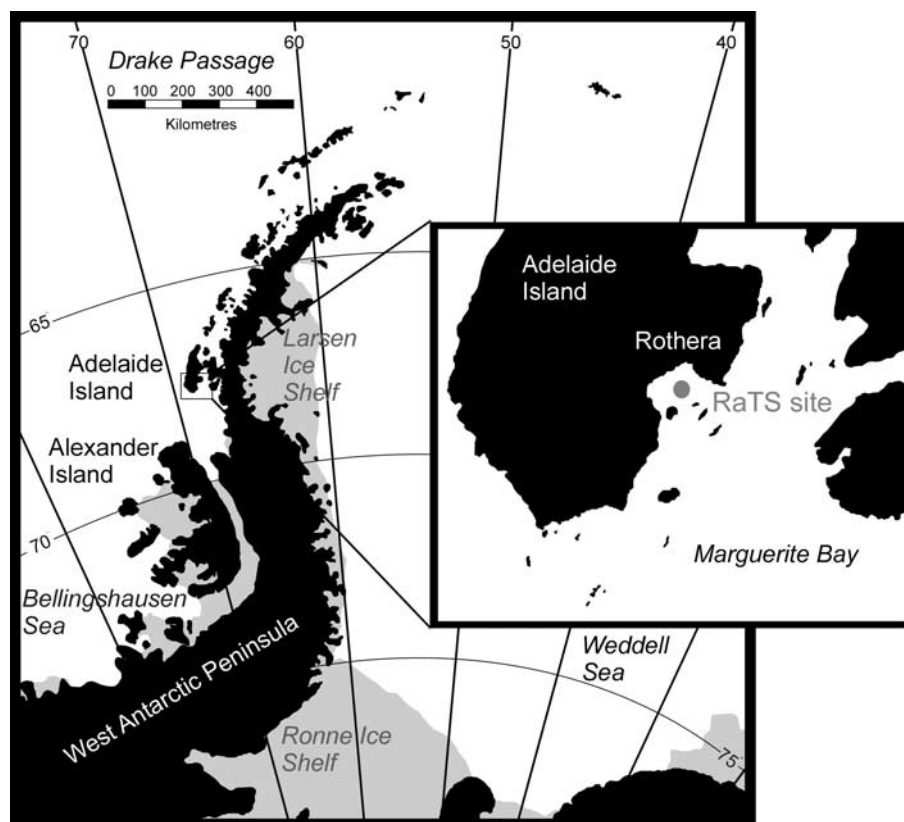 70
60
50
40
Drake Passage
0 100 200 300 400
Kilometres
65
Adelaide
Island
Larsen
Ice
Shelf
Alexander
Island
70
Bellingshausen
Sea
West Antarctic Peninsula
Ronne Ice
Shelf
Weddell
Sea
75
Adelaide
Island
Rothera
RaTS site
Marguerite Bay